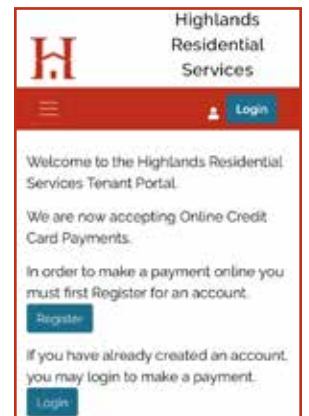 Highlands
Residential
Services
Login
Welcome to the Highlands Residential
Services Tenant Portal.
We are now accepting Online Credit
Card Payments.
In order to make a payment online you
must first Register for an account.
Register
If you have already created an account,
you may login to make a payment.
Login